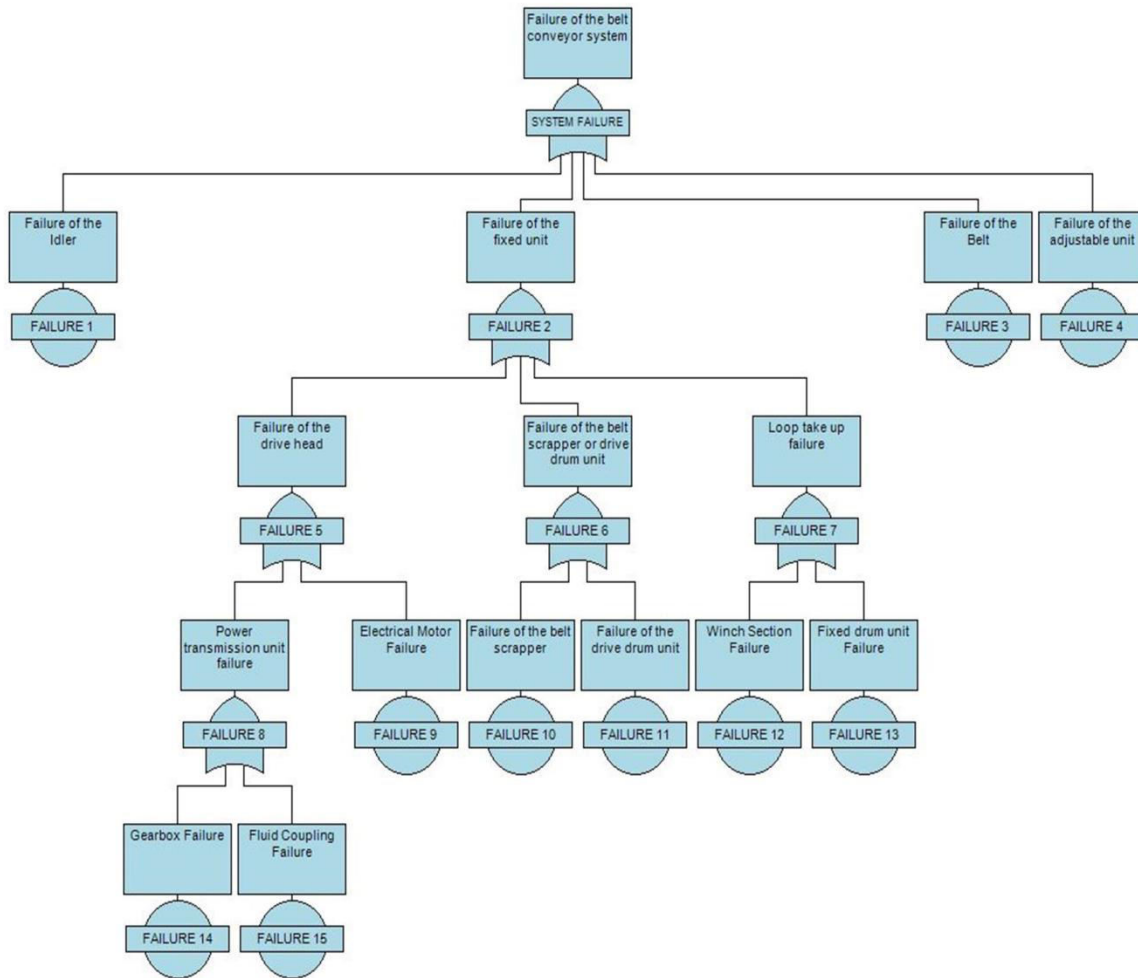 Failure of the belt
conveyor system
SYSTEM FAILURE
Failure of the
Idler
FAILURE 1
Failure of the
fixed unit
FAILURE 2
Failure of the
Belt
FAILURE 3
Failure of the
adjustable unit
FAILURE 4
Failure of the
drive head
FAILURE 5
Failure of the belt
scrapper or drive
drum unit
FAILURE 6
Loop take up
failure
FAILURE 7
Power
transmission unit
failure
FAILURE 8
Electrical Motor
Failure
FAILURE 9
Failure of the belt
scrapper
FAILURE 10
Failure of the
drive drum unit
FAILURE 11
Winch Section
Failure
FAILURE 12
Fixed drum unit
Failure
FAILURE 13
Gearbox Failure
FAILURE 14
Fluid Coupling
Failure
FAILURE 15